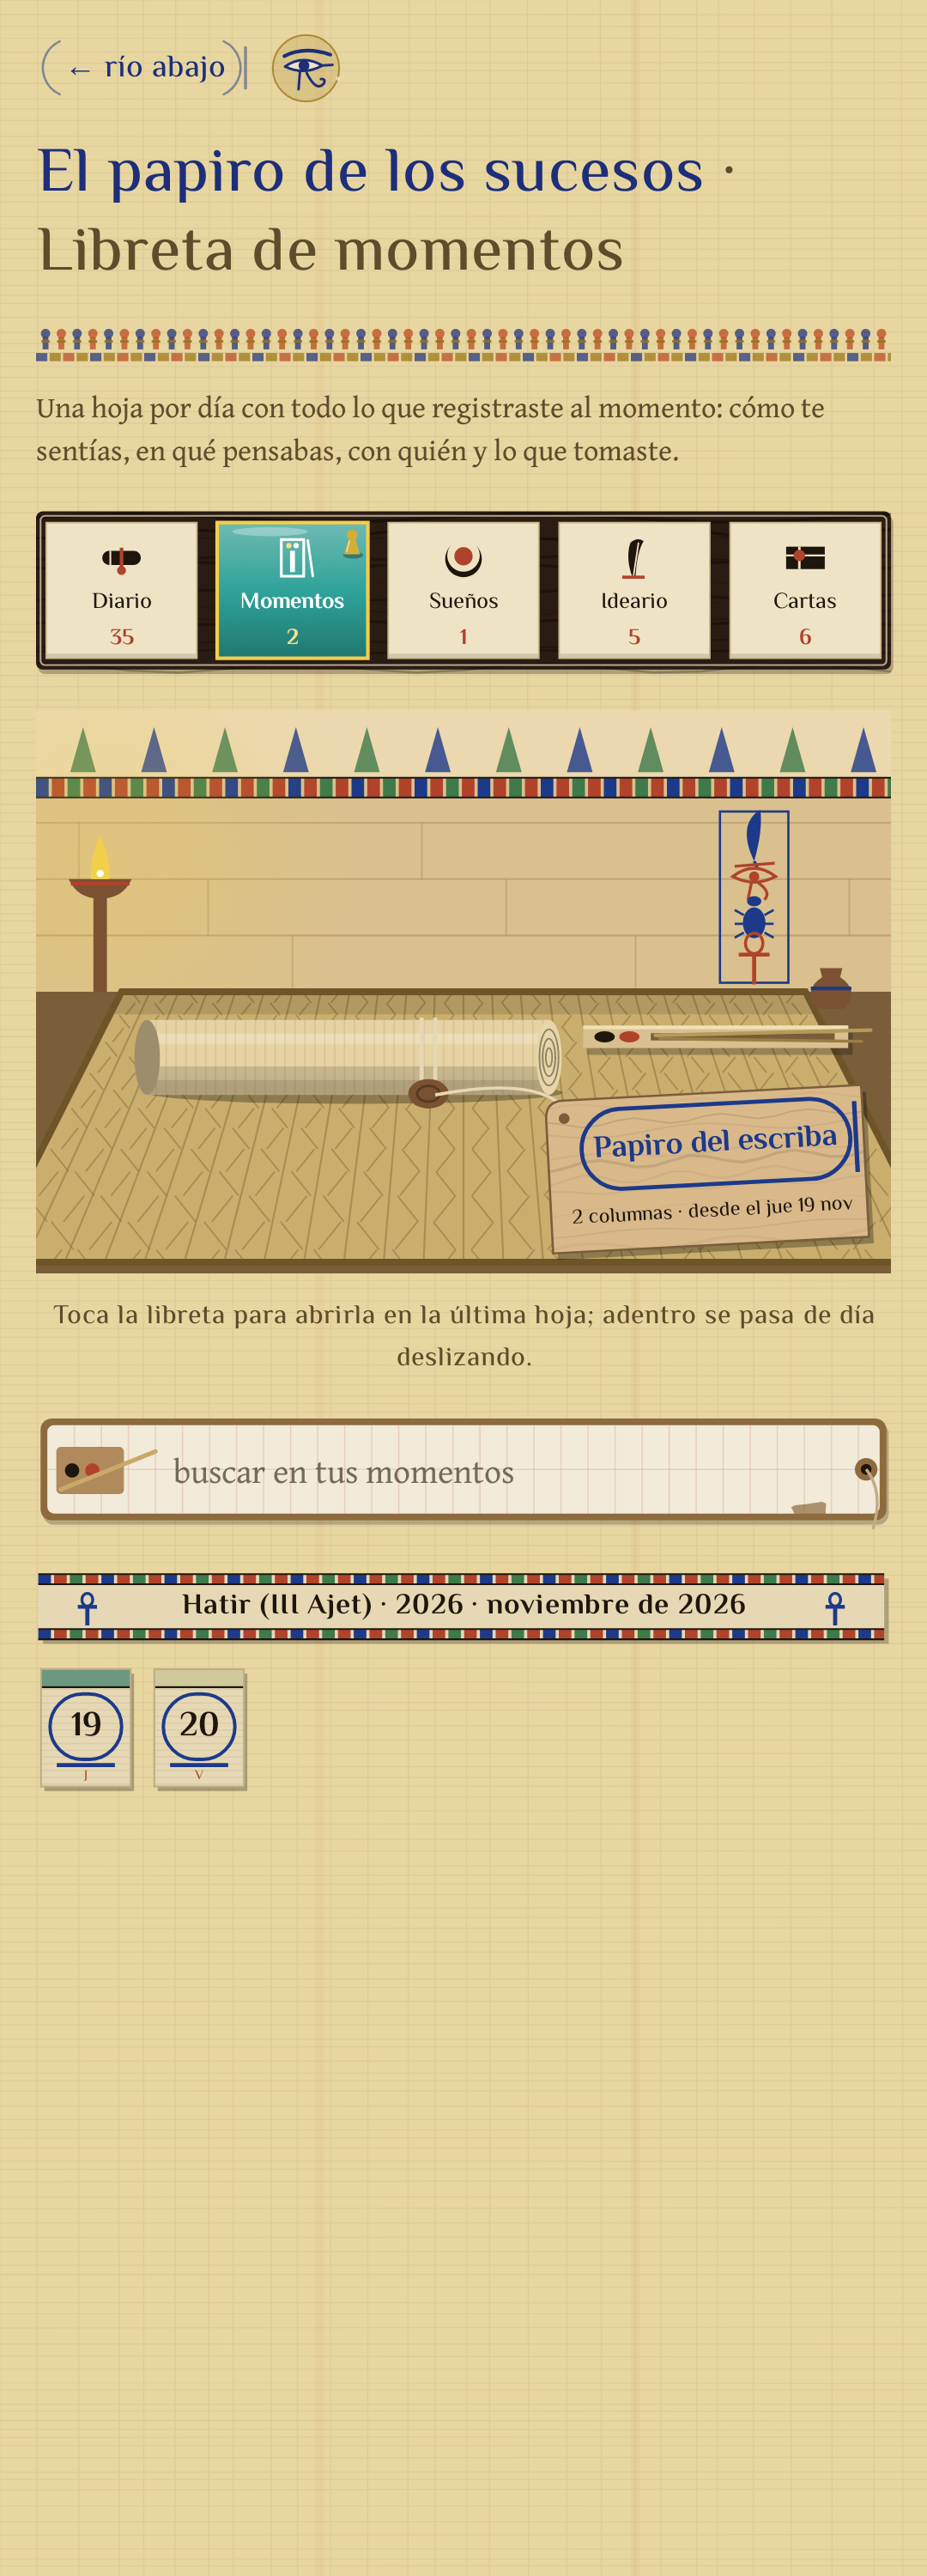 ← río abajo
El papiro de los sucesos ·
Libreta de momentos
Una hoja por día con todo lo que registraste al momento: cómo te
sentías, en qué pensabas, con quién y lo que tomaste.
Diario
35
Momentos
2
Sueños
1
Ideario
5
Cartas
6
Papiro del escriba
2 columnas · desde el jue 19 nov
Toca la libreta para abrirla en la última hoja; adentro se pasa de día
deslizando.
buscar en tus momentos
Hatir (III Ajet) · 2026 · noviembre de 2026
19
J
20
V